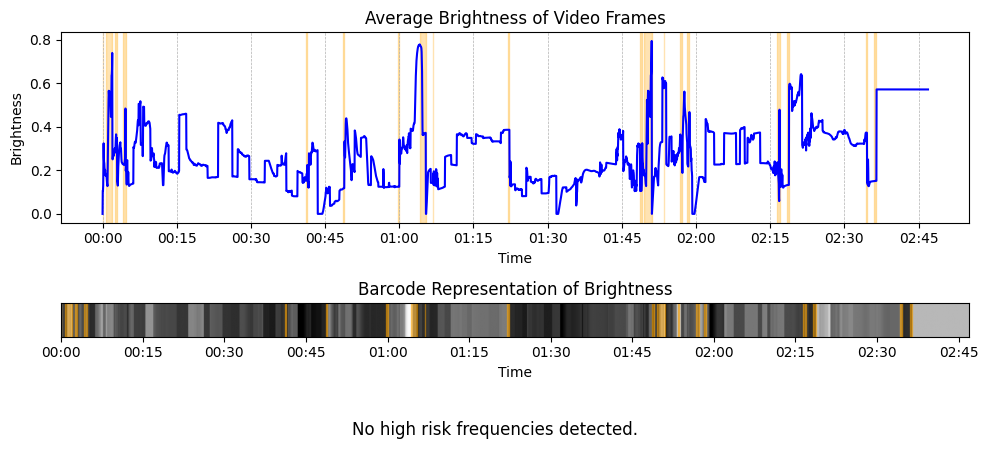 Average Brightness of Video Frames
0.8
0.6
0.4
0.2
0.0
Brightness
00:00 00:15 00:30 00:45 01:00 01:15 01:30 01:45 02:00 02:15 02:30 02:45
Time
Barcode Representation of Brightness
00:00 00:15 00:30 00:45 01:00 01:15 01:30 01:45 02:00 02:15 02:30 02:45
Time
No high risk frequencies detected.